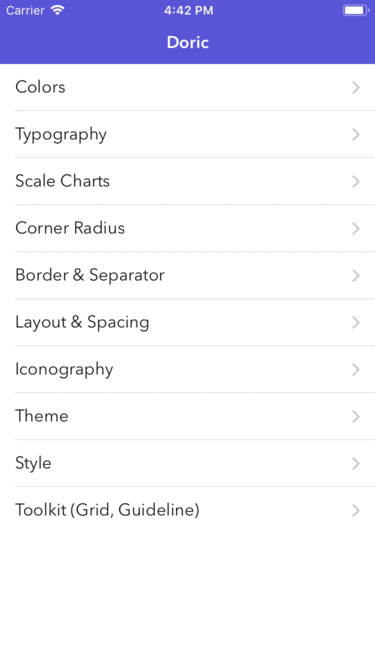 Carrier 4:42 PM
Doric
Colors
Typography
Scale Charts
Corner Radius
Border & Separator
Layout & Spacing
Iconography
Theme
Style
Toolkit (Grid, Guideline)